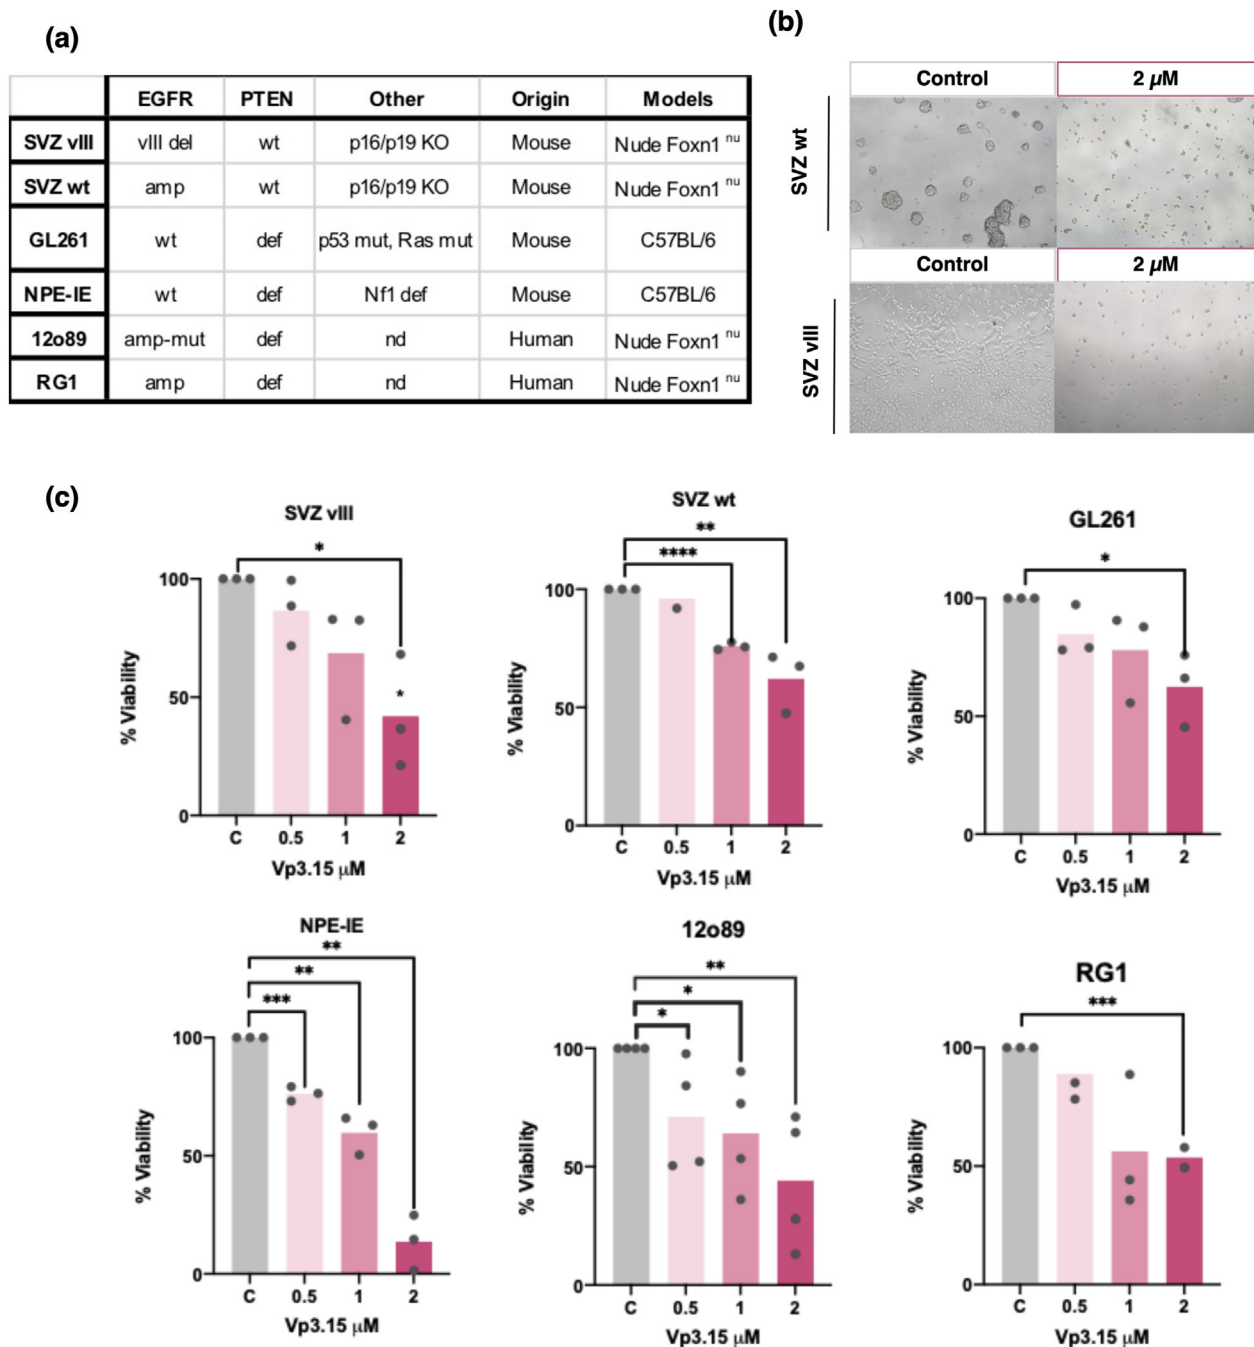 (a)
EGFR PTEN Other Origin Models
SVZ vIII vIII del wt p16/p19 KO Mouse Nude Foxn1 nu
SVZ wt amp wt p16/p19 KO Mouse Nude Foxn1 nu
GL261 wt def p53 mut, Ras mut Mouse C57BL/6
NPE-IE wt def Nf1 def Mouse C57BL/6
12o89 amp-mut def nd Human Nude Foxn1 nu
RG1 amp def nd Human Nude Foxn1 nu
(b)
Control 2 µM
SVZ wt
Control 2 µM
SVZ vIII
(c)
SVZ vIII
*
*
% Viability
100
50
0
C 0.5 1 2
Vp3.15 µM
SVZ wt
**
****
% Viability
100
50
0
C 0.5 1 2
Vp3.15 µM
GL261
*
% Viability
100
50
0
C 0.5 1 2
Vp3.15 µM
NPE-IE
**
**
***
% Viability
100
50
0
C 0.5 1 2
Vp3.15 µM
12o89
**
*
*
% Viability
100
50
0
C 0.5 1 2
Vp3.15 µM
RG1
***
% Viability
100
50
0
C 0.5 1 2
Vp3.15 µM